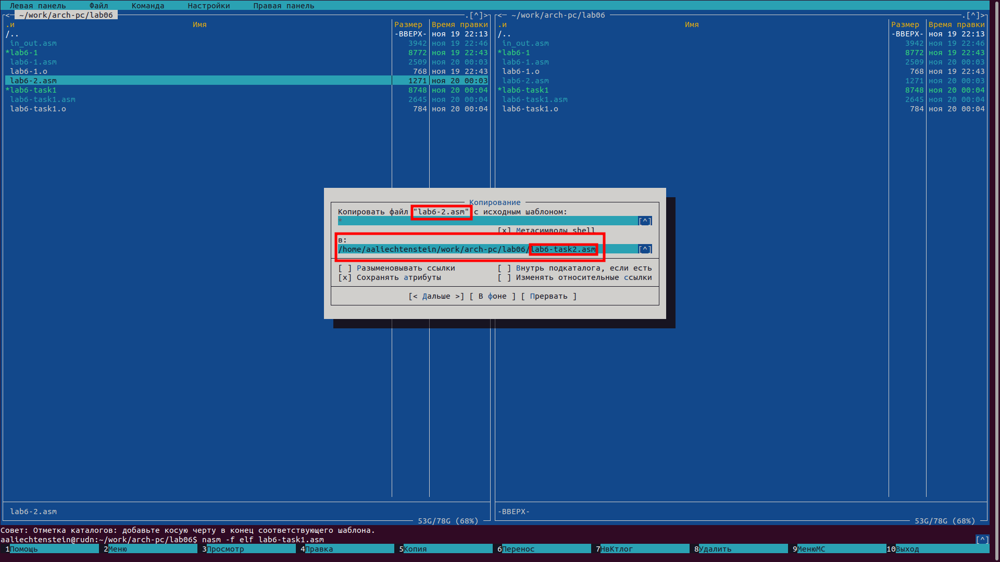 Левая панель Файл Команда Настройки Правая панель
<─ ~/work/arch-pc/lab06 .[^]>
.и Имя Размер Время правки
/.. -ВВЕРХ- ноя 19 22:13
in_out.asm 3942 ноя 19 22:46
*lab6-1 8772 ноя 19 22:43
lab6-1.asm 2509 ноя 20 00:03
lab6-1.o 768 ноя 19 22:43
lab6-2.asm 1271 ноя 20 00:03
*lab6-task1 8748 ноя 20 00:04
lab6-task1.asm 2645 ноя 20 00:04
lab6-task1.o 784 ноя 20 00:04
lab6-2.asm
53G/78G (68%)
<─ ~/work/arch-pc/lab06 .[^]>
.и Имя Размер Время правки
/.. -ВВЕРХ- ноя 19 22:13
in_out.asm 3942 ноя 19 22:46
*lab6-1 8772 ноя 19 22:43
lab6-1.asm 2509 ноя 20 00:03
lab6-1.o 768 ноя 19 22:43
lab6-2.asm 1271 ноя 20 00:03
*lab6-task1 8748 ноя 20 00:04
lab6-task1.asm 2645 ноя 20 00:04
lab6-task1.o 784 ноя 20 00:04
-ВВЕРХ-
53G/78G (68%)
Копирование
Копировать файл "lab6-2.asm" с исходным шаблоном:
* [^]
[x] Метасимволы shell
в:
/home/aaliechtenstein/work/arch-pc/lab06/lab6-task2.asm [^]
[ ] Разыменовывать ссылки [ ] Внутрь подкаталога, если есть
[x] Сохранять атрибуты [ ] Изменять относительные ссылки
[< Дальше >] [ В фоне ] [ Прервать ]
Совет: Отметка каталогов: добавьте косую черту в конец соответствующего шаблона.
aaliechtenstein@rudn:~/work/arch-pc/lab06$ nasm -f elf lab6-task1.asm [^]
1Помощь 2Меню 3Просмотр 4Правка 5Копия 6Перенос 7НвКтлог 8Удалить 9МенюMC 10Выход